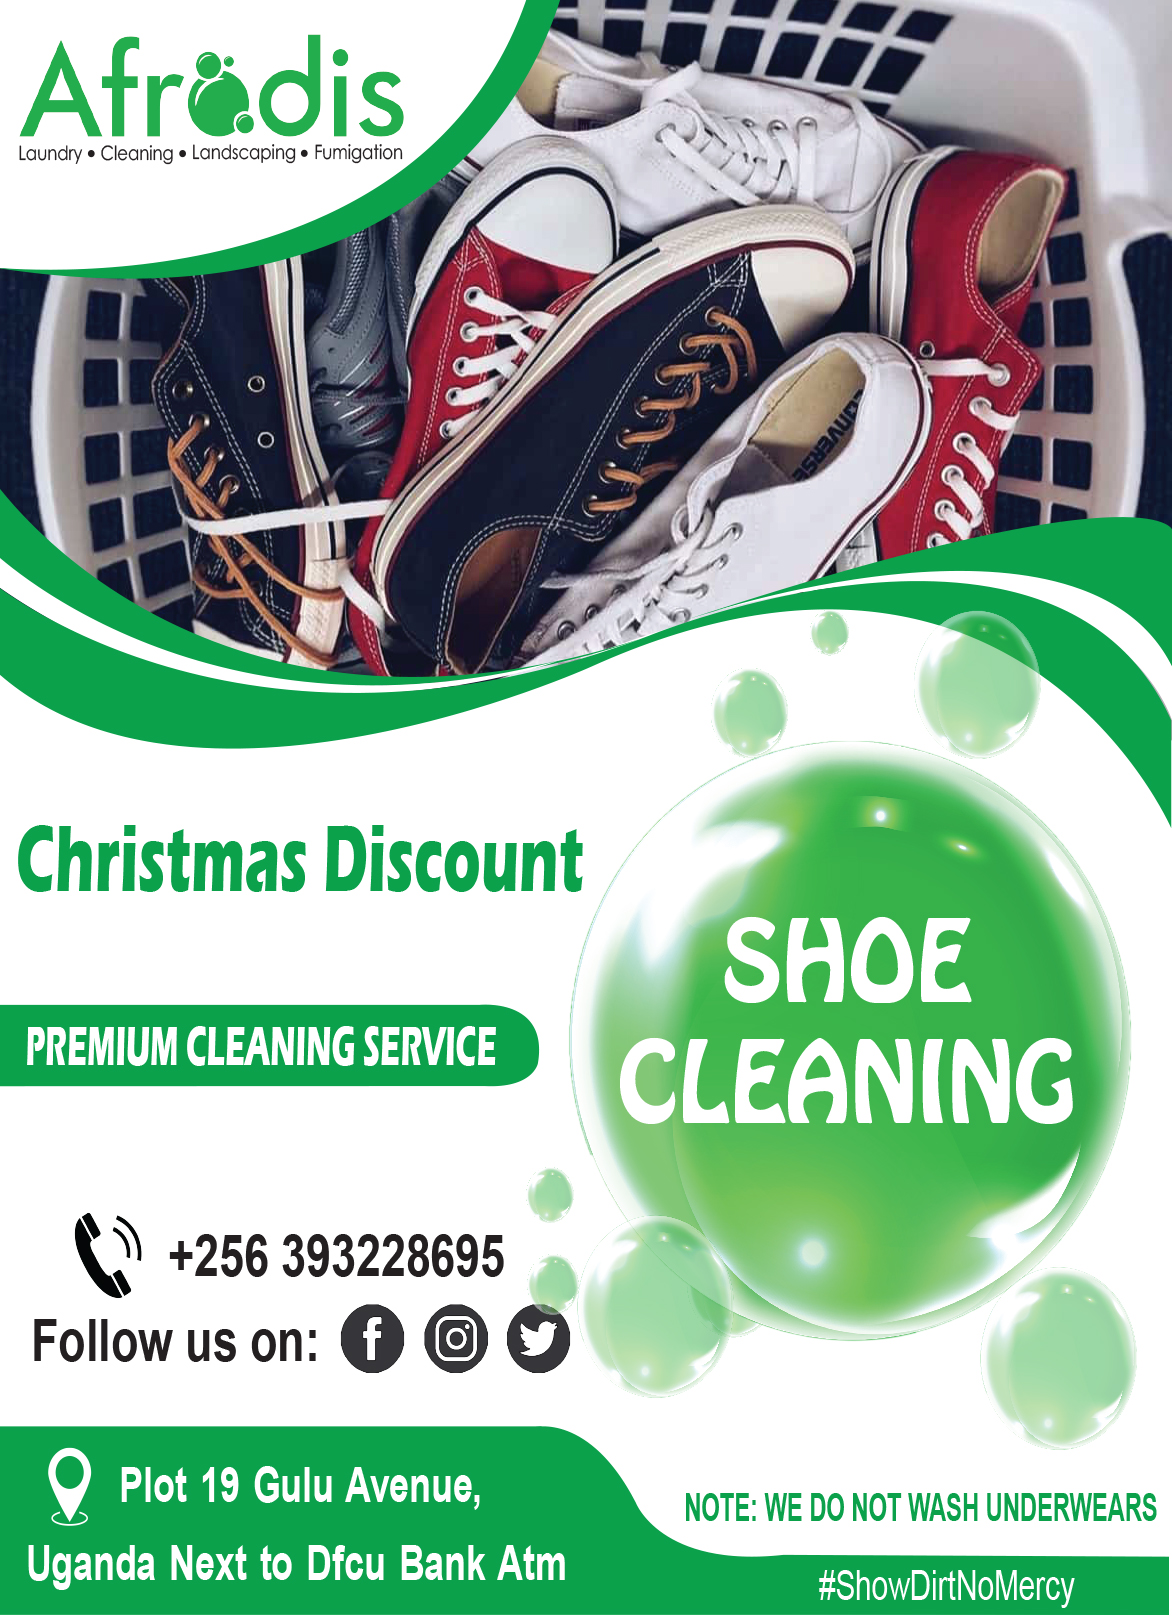 Afrodis
Laundry • Cleaning • Landscaping • Fumigation
CONVERSE
Christmas Discount
SHOE
CLEANING
PREMIUM CLEANING SERVICE
+256 393228695
Follow us on:
Plot 19 Gulu Avenue,
Uganda Next to Dfcu Bank Atm
NOTE: WE DO NOT WASH UNDERWEARS
#ShowDirtNoMercy